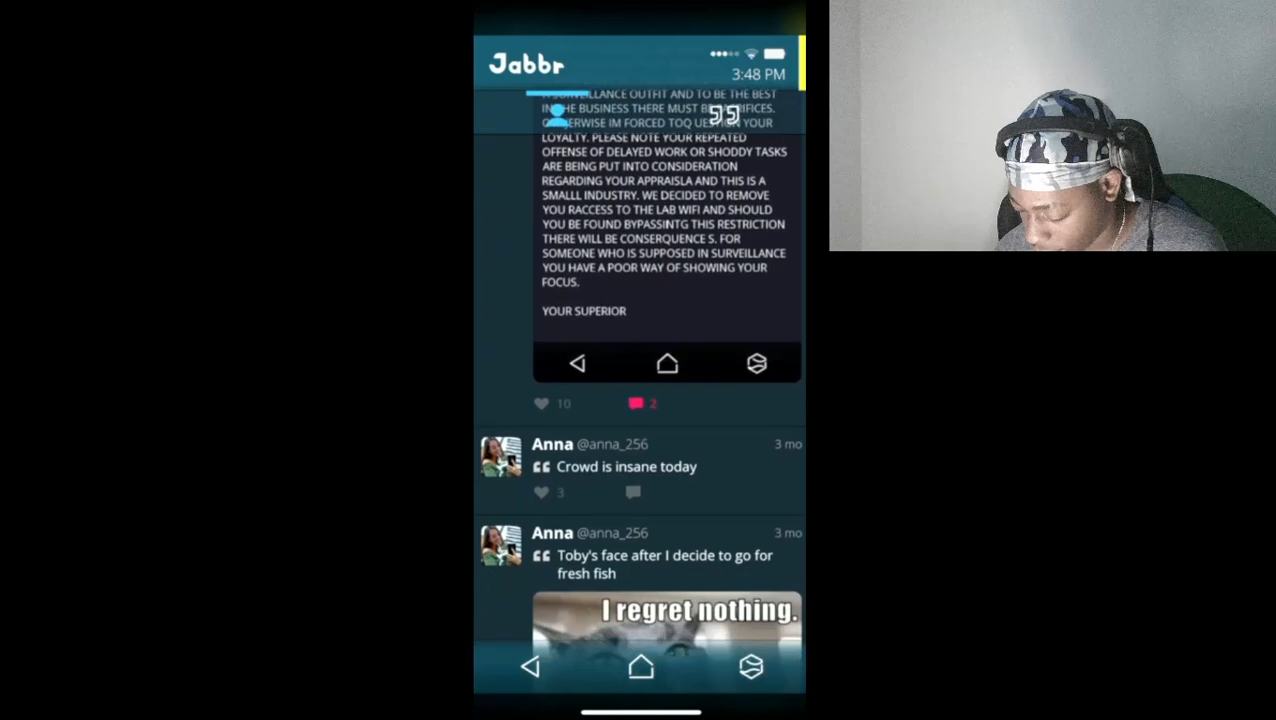 Jabbr
3:48 PM
A SURVEILLANCE OUTFIT AND TO BE THE BEST
IN THE BUSINESS THERE MUST BE SACRIFICES.
OTHERWISE IM FORCED TOQ UESTION YOUR
LOYALTY. PLEASE NOTE YOUR REPEATED
OFFENSE OF DELAYED WORK OR SHODDY TASKS
ARE BEING PUT INTO CONSIDERATION
REGARDING YOUR APPRAISLA AND THIS IS A
SMALLL INDUSTRY. WE DECIDED TO REMOVE
YOU RACCESS TO THE LAB WIFI AND SHOULD
YOU BE FOUND BYPASSINTG THIS RESTRICTION
THERE WILL BE CONSERQUENCE S. FOR
SOMEONE WHO IS SUPPOSED IN SURVEILLANCE
YOU HAVE A POOR WAY OF SHOWING YOUR
FOCUS.
YOUR SUPERIOR
10 2
Anna @anna_256 3 mo
Crowd is insane today
3
Anna @anna_256 3 mo
Toby's face after I decide to go for
fresh fish
I regret nothing.